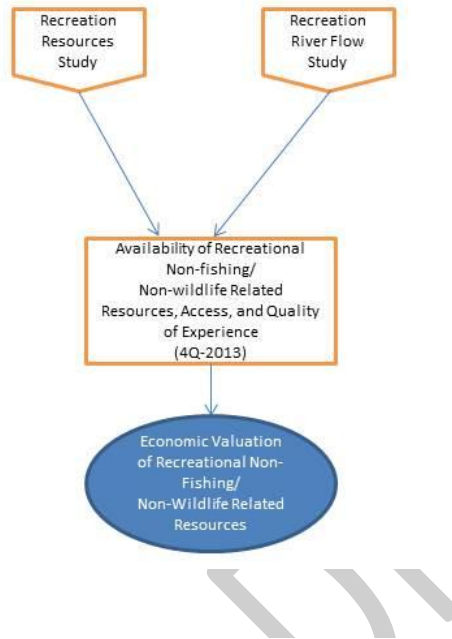 Recreation
Resources
Study
Recreation
River Flow
Study
Availability of Recreational
Non-fishing/
Non-wildlife Related
Resources, Access, and Quality
of Experience
(4Q-2013)
Economic Valuation
of Recreational Non-
Fishing/
Non-Wildlife Related
Resources